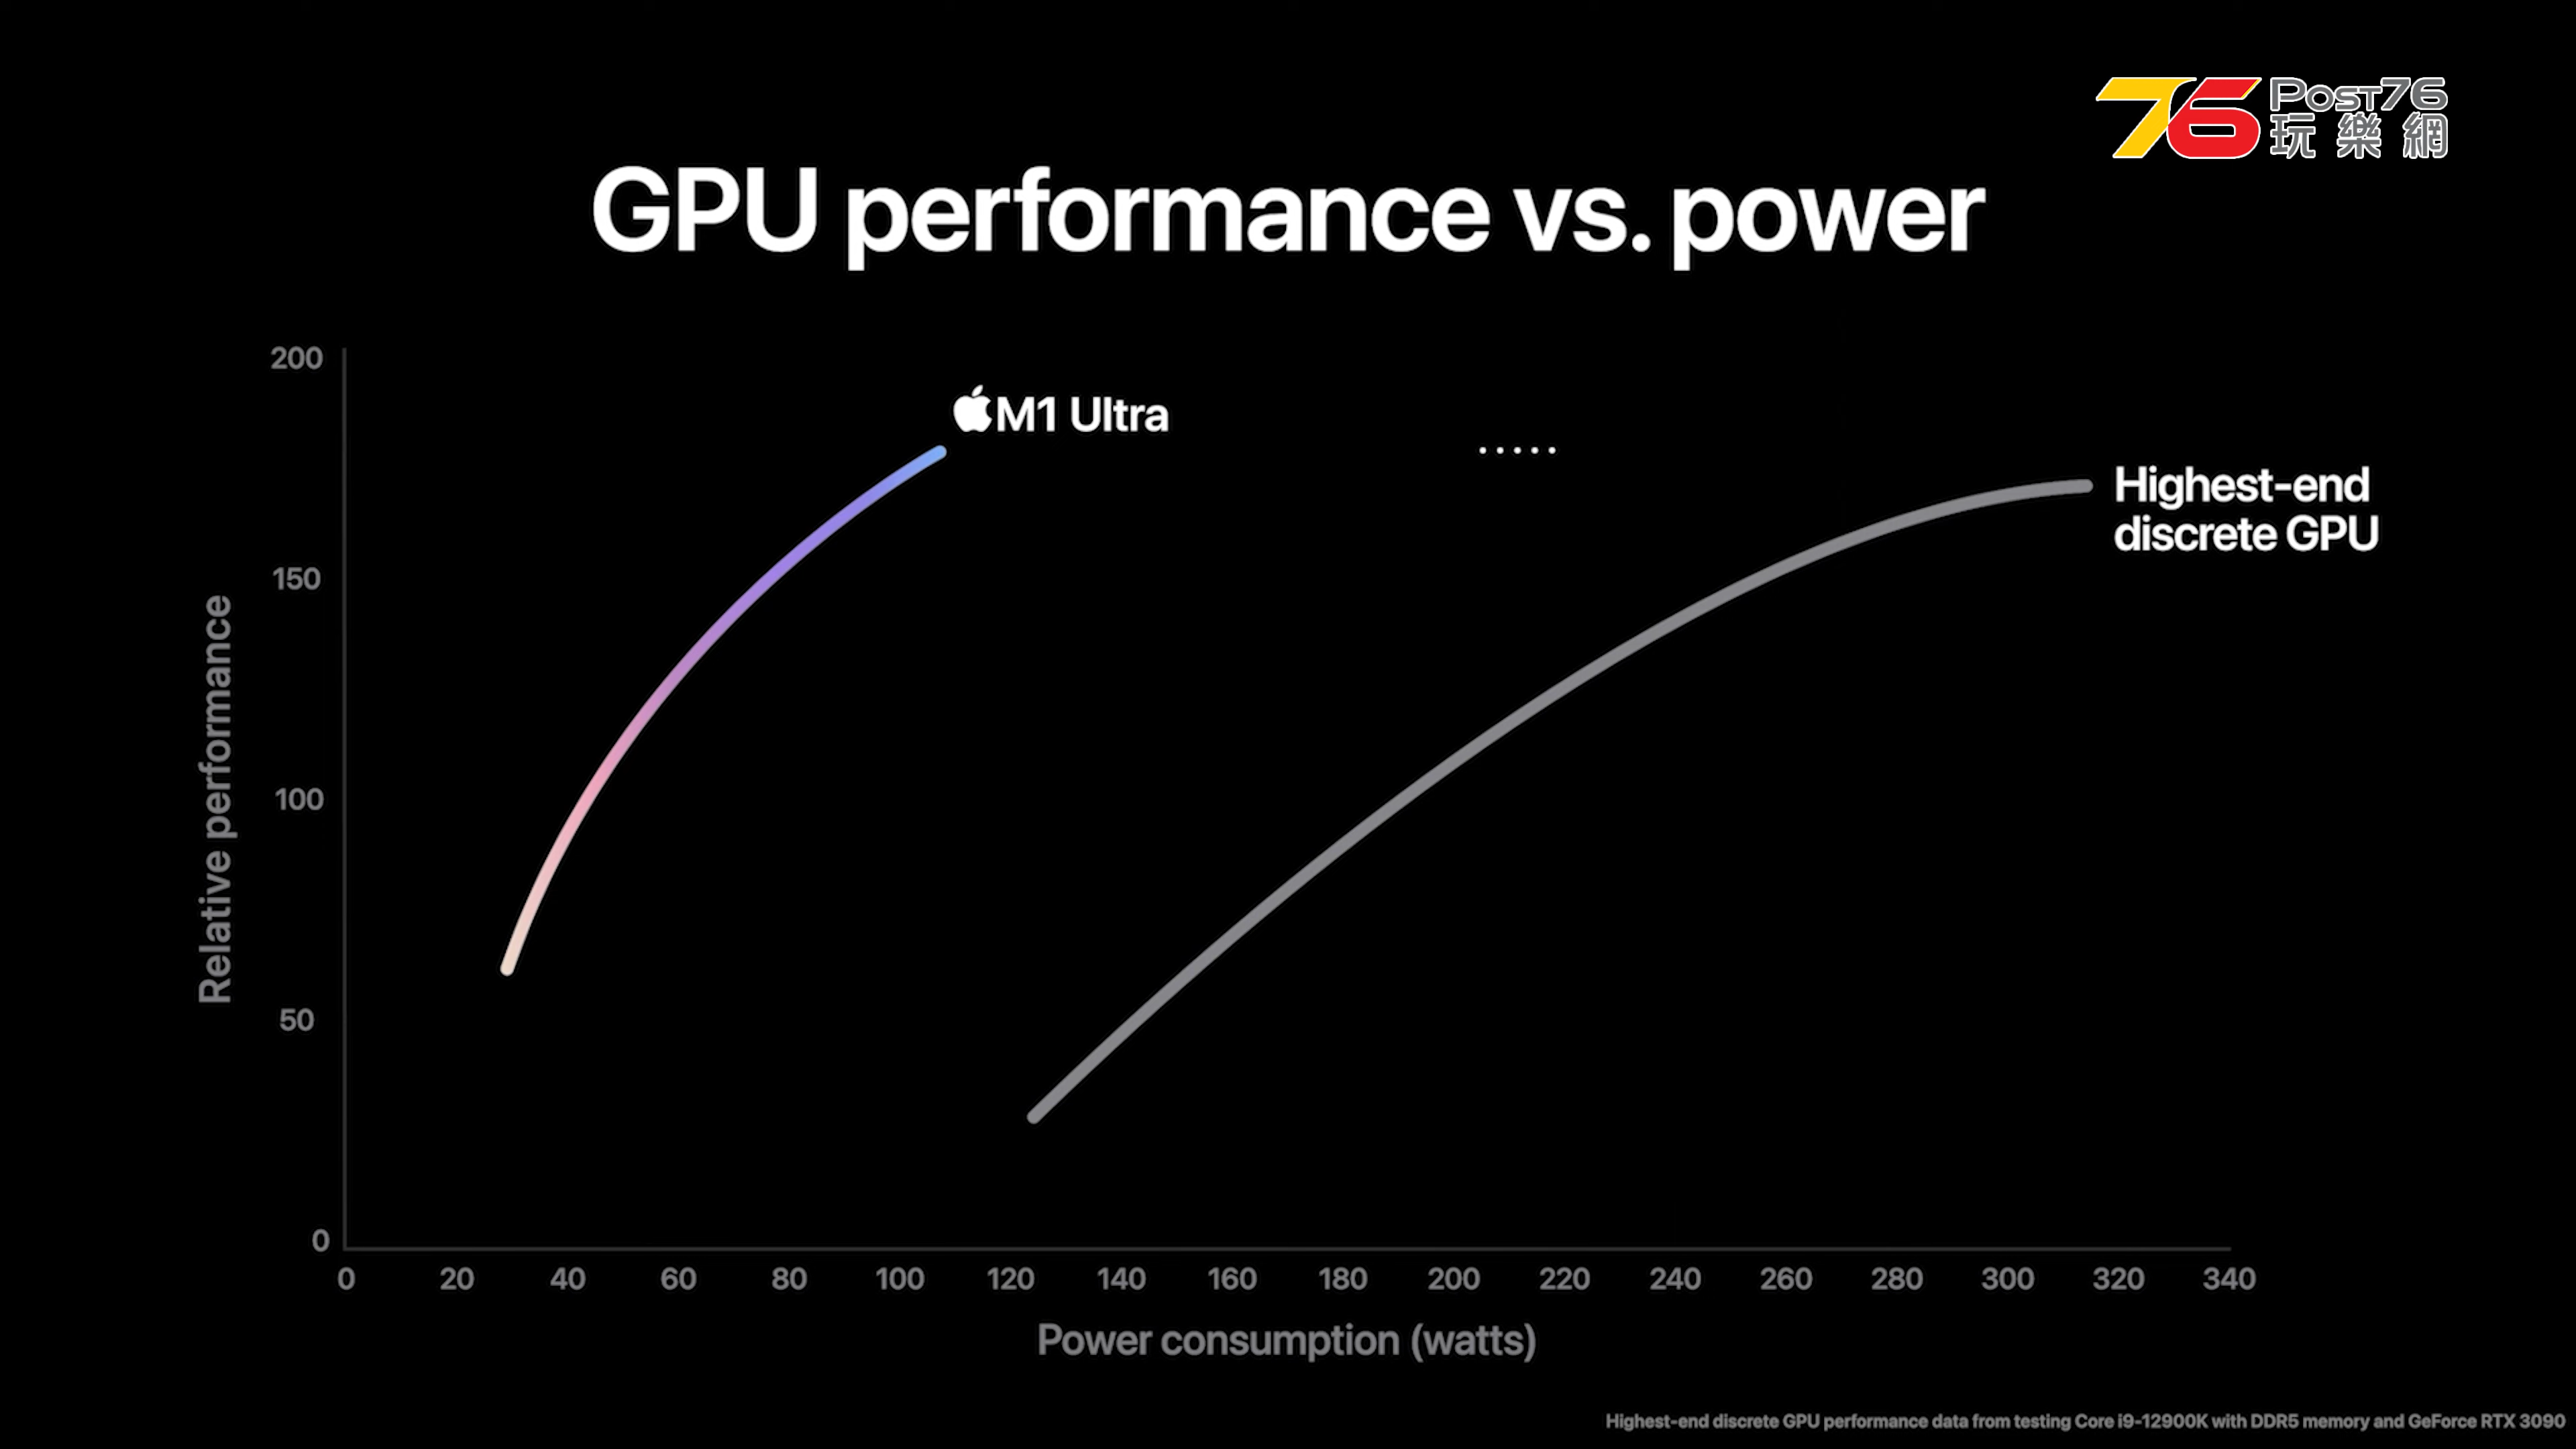 76 Post76
玩樂網
GPU performance vs. power
200
M1 Ultra
Highest-end
discrete GPU
150
Relative performance
100
50
0
0 20 40 60 80 100 120 140 160 180 200 220 240 260 280 300 320 340
Power consumption (watts)
Highest-end discrete GPU performance data from testing Core i9-12900K with DDR5 memory and GeForce RTX 3090